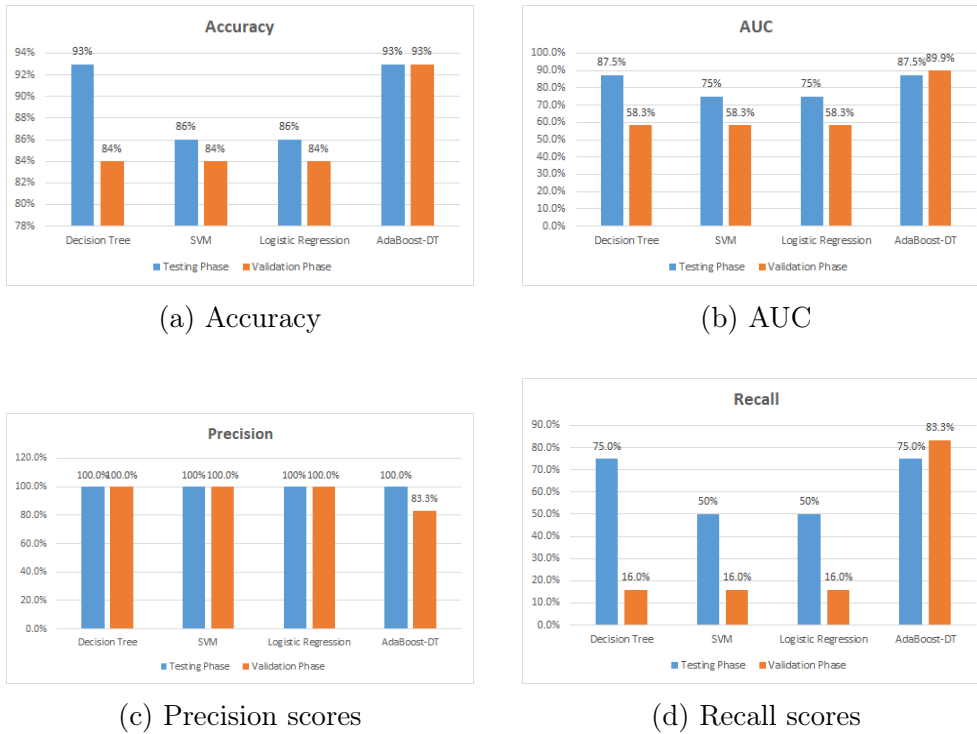 Accuracy
94%
92%
90%
88%
86%
84%
82%
80%
78%
93%
84%
86%
84%
86%
84%
93%
93%
Decision Tree
SVM
Logistic Regression
AdaBoost-DT
Testing Phase
Validation Phase
(a) Accuracy
AUC
100.0%
90.0%
80.0%
70.0%
60.0%
50.0%
40.0%
30.0%
20.0%
10.0%
0.0%
87.5%
58.3%
75%
58.3%
75%
58.3%
87.5%
89.9%
Decision Tree
SVM
Logistic Regression
AdaBoost-DT
Testing Phase
Validation Phase
(b) AUC
Precision
120.0%
100.0%
80.0%
60.0%
40.0%
20.0%
0.0%
100.0%
100.0%
100%
100.0%
100%
100.0%
100.0%
83.3%
Decision Tree
SVM
Logistic Regression
AdaBoost-DT
Testing Phase
Validation Phase
(c) Precision scores
Recall
90.0%
80.0%
70.0%
60.0%
50.0%
40.0%
30.0%
20.0%
10.0%
0.0%
75.0%
16.0%
50%
16.0%
50%
16.0%
75.0%
83.3%
Decision Tree
SVM
Logistic Regression
AdaBoost-DT
Testing Phase
Validation Phase
(d) Recall scores